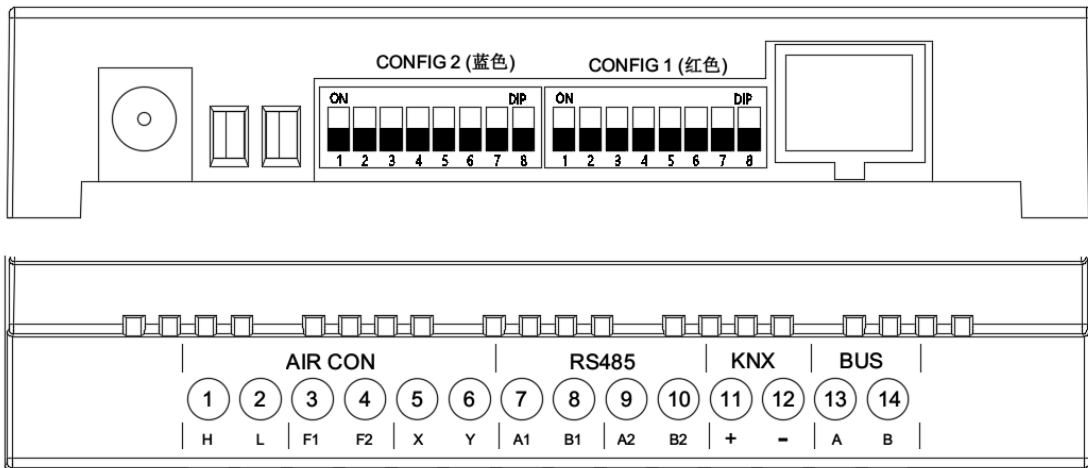 CONFIG 2 (蓝色) CONFIG 1 (红色)
ON DIP ON DIP
1 2 3 4 5 6 7 8 1 2 3 4 5 6 7 8
AIR CON RS485 KNX BUS
1 2 3 4 5 6 7 8 9 10 11 12 13 14
H L F1 F2 X Y A1 B1 A2 B2 + - A B